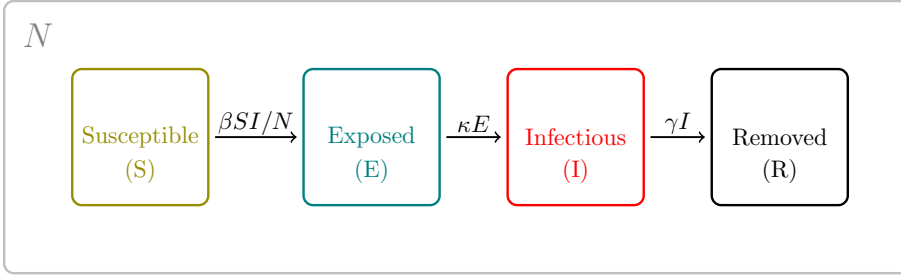 N
Susceptible
(S)
βSI/N
Exposed
(E)
κE
Infectious
(I)
γI
Removed
(R)